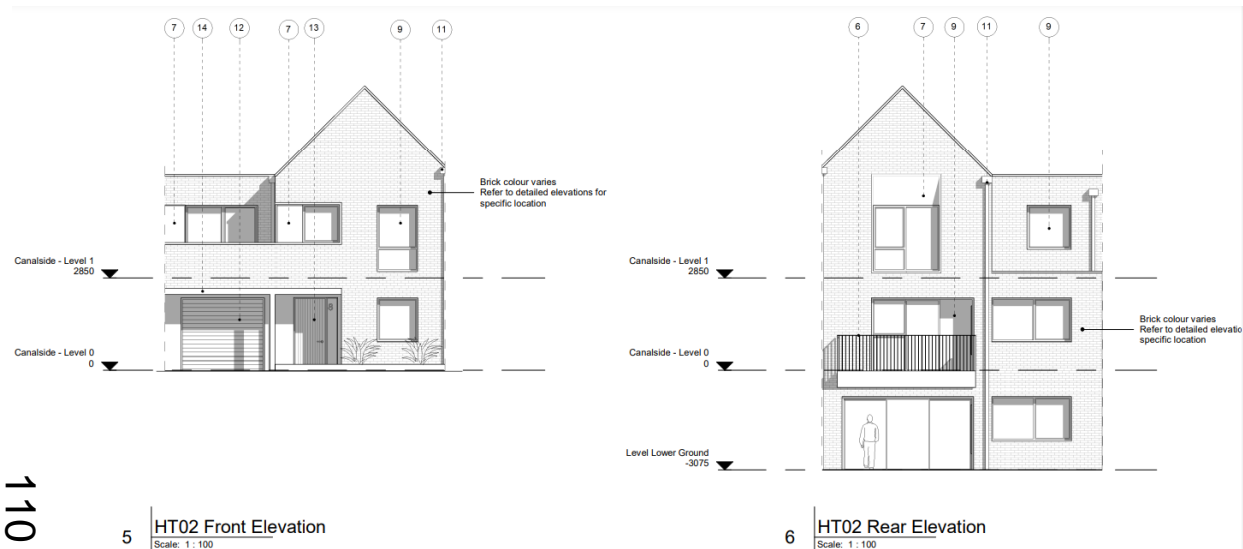 7 14 12 7 13 9 11
Brick colour varies
Refer to detailed elevations for
specific location
Canalside - Level 1
2850
8
Canalside - Level 0
0
5 HT02 Front Elevation
Scale: 1 : 100
6 7 9 11 9
Canalside - Level 1
2850
Brick colour varies
Refer to detailed elevatio
specific location
Canalside - Level 0
0
Level Lower Ground
-3075
6 HT02 Rear Elevation
Scale: 1 : 100
110